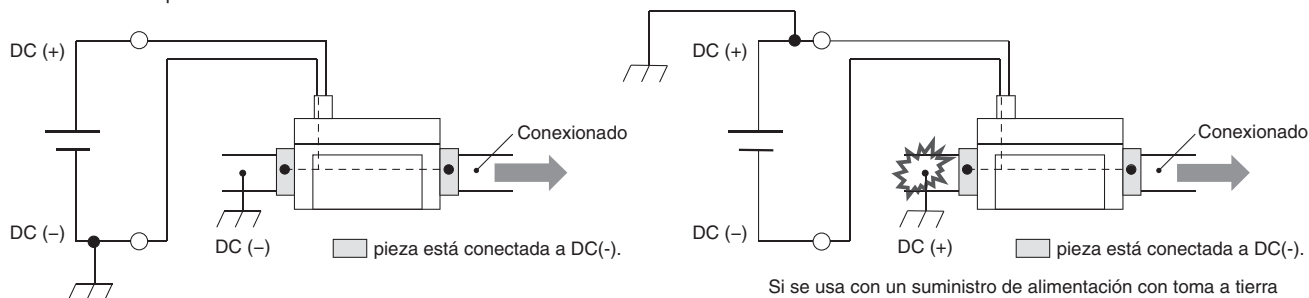 DC (+)
Conexionado
DC (−)
DC (−)
pieza está conectada a DC(-).
DC (+)
Conexionado
DC (−)
DC (+)
pieza está conectada a DC(-).
Si se usa con un suministro de alimentación con toma a tierra